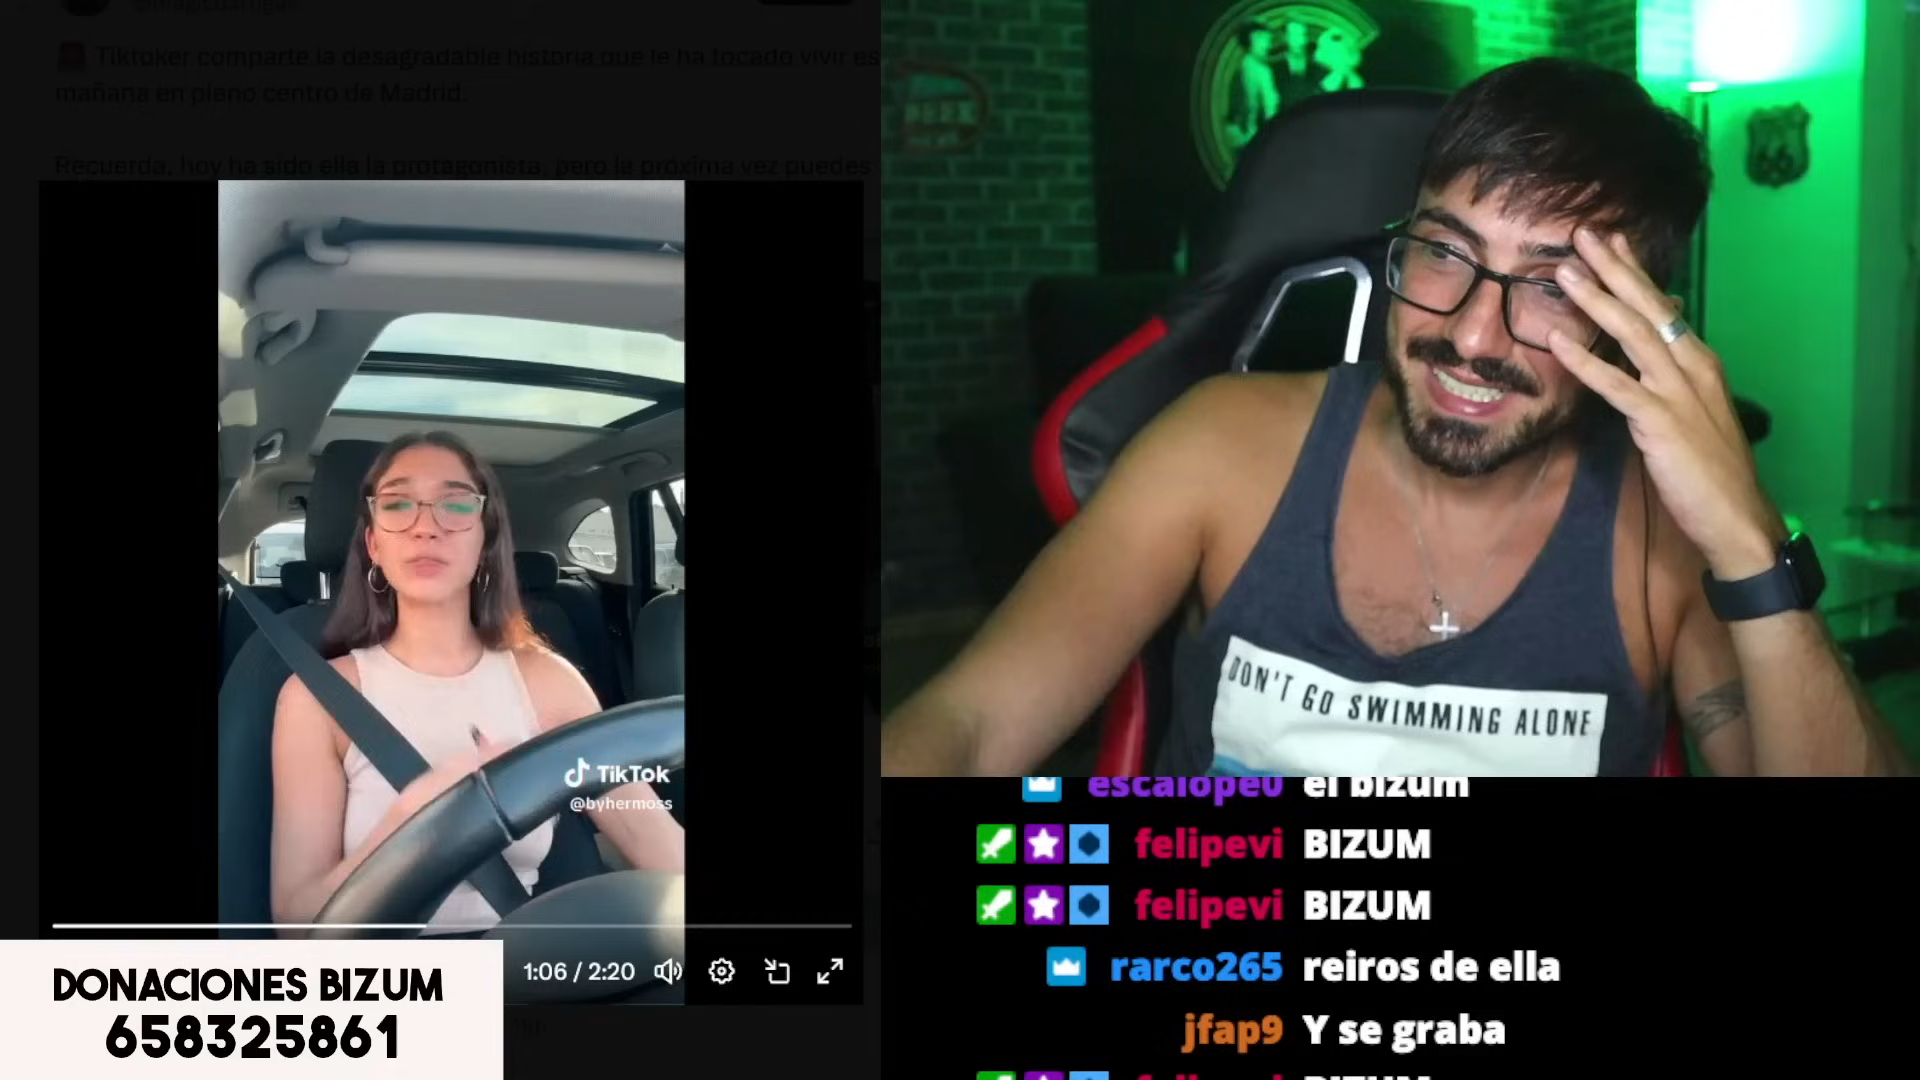 Tiktoker comparte la desagradable historia que le ha tocado vivir es
mañana en pleno centro de Madrid.
Recuerda, hoy ha sido ella la protagonista, pero la próxima vez puedes
TikTok
@byhermoss
1:06 / 2:20
DONACIONES BIZUM
658325861
DON'T GO SWIMMING ALONE
escalope0 el bizum
felipevi BIZUM
felipevi BIZUM
rarco265 reiros de ella
jfap9 Y se graba